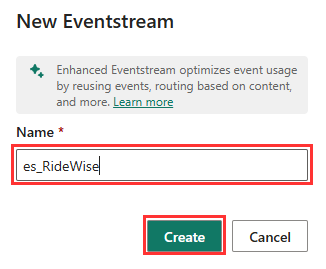 New Eventstream
Enhanced Eventstream optimizes event usage
by reusing events, routing based on content,
and more. Learn more
Name *
es_RideWise
Create
Cancel